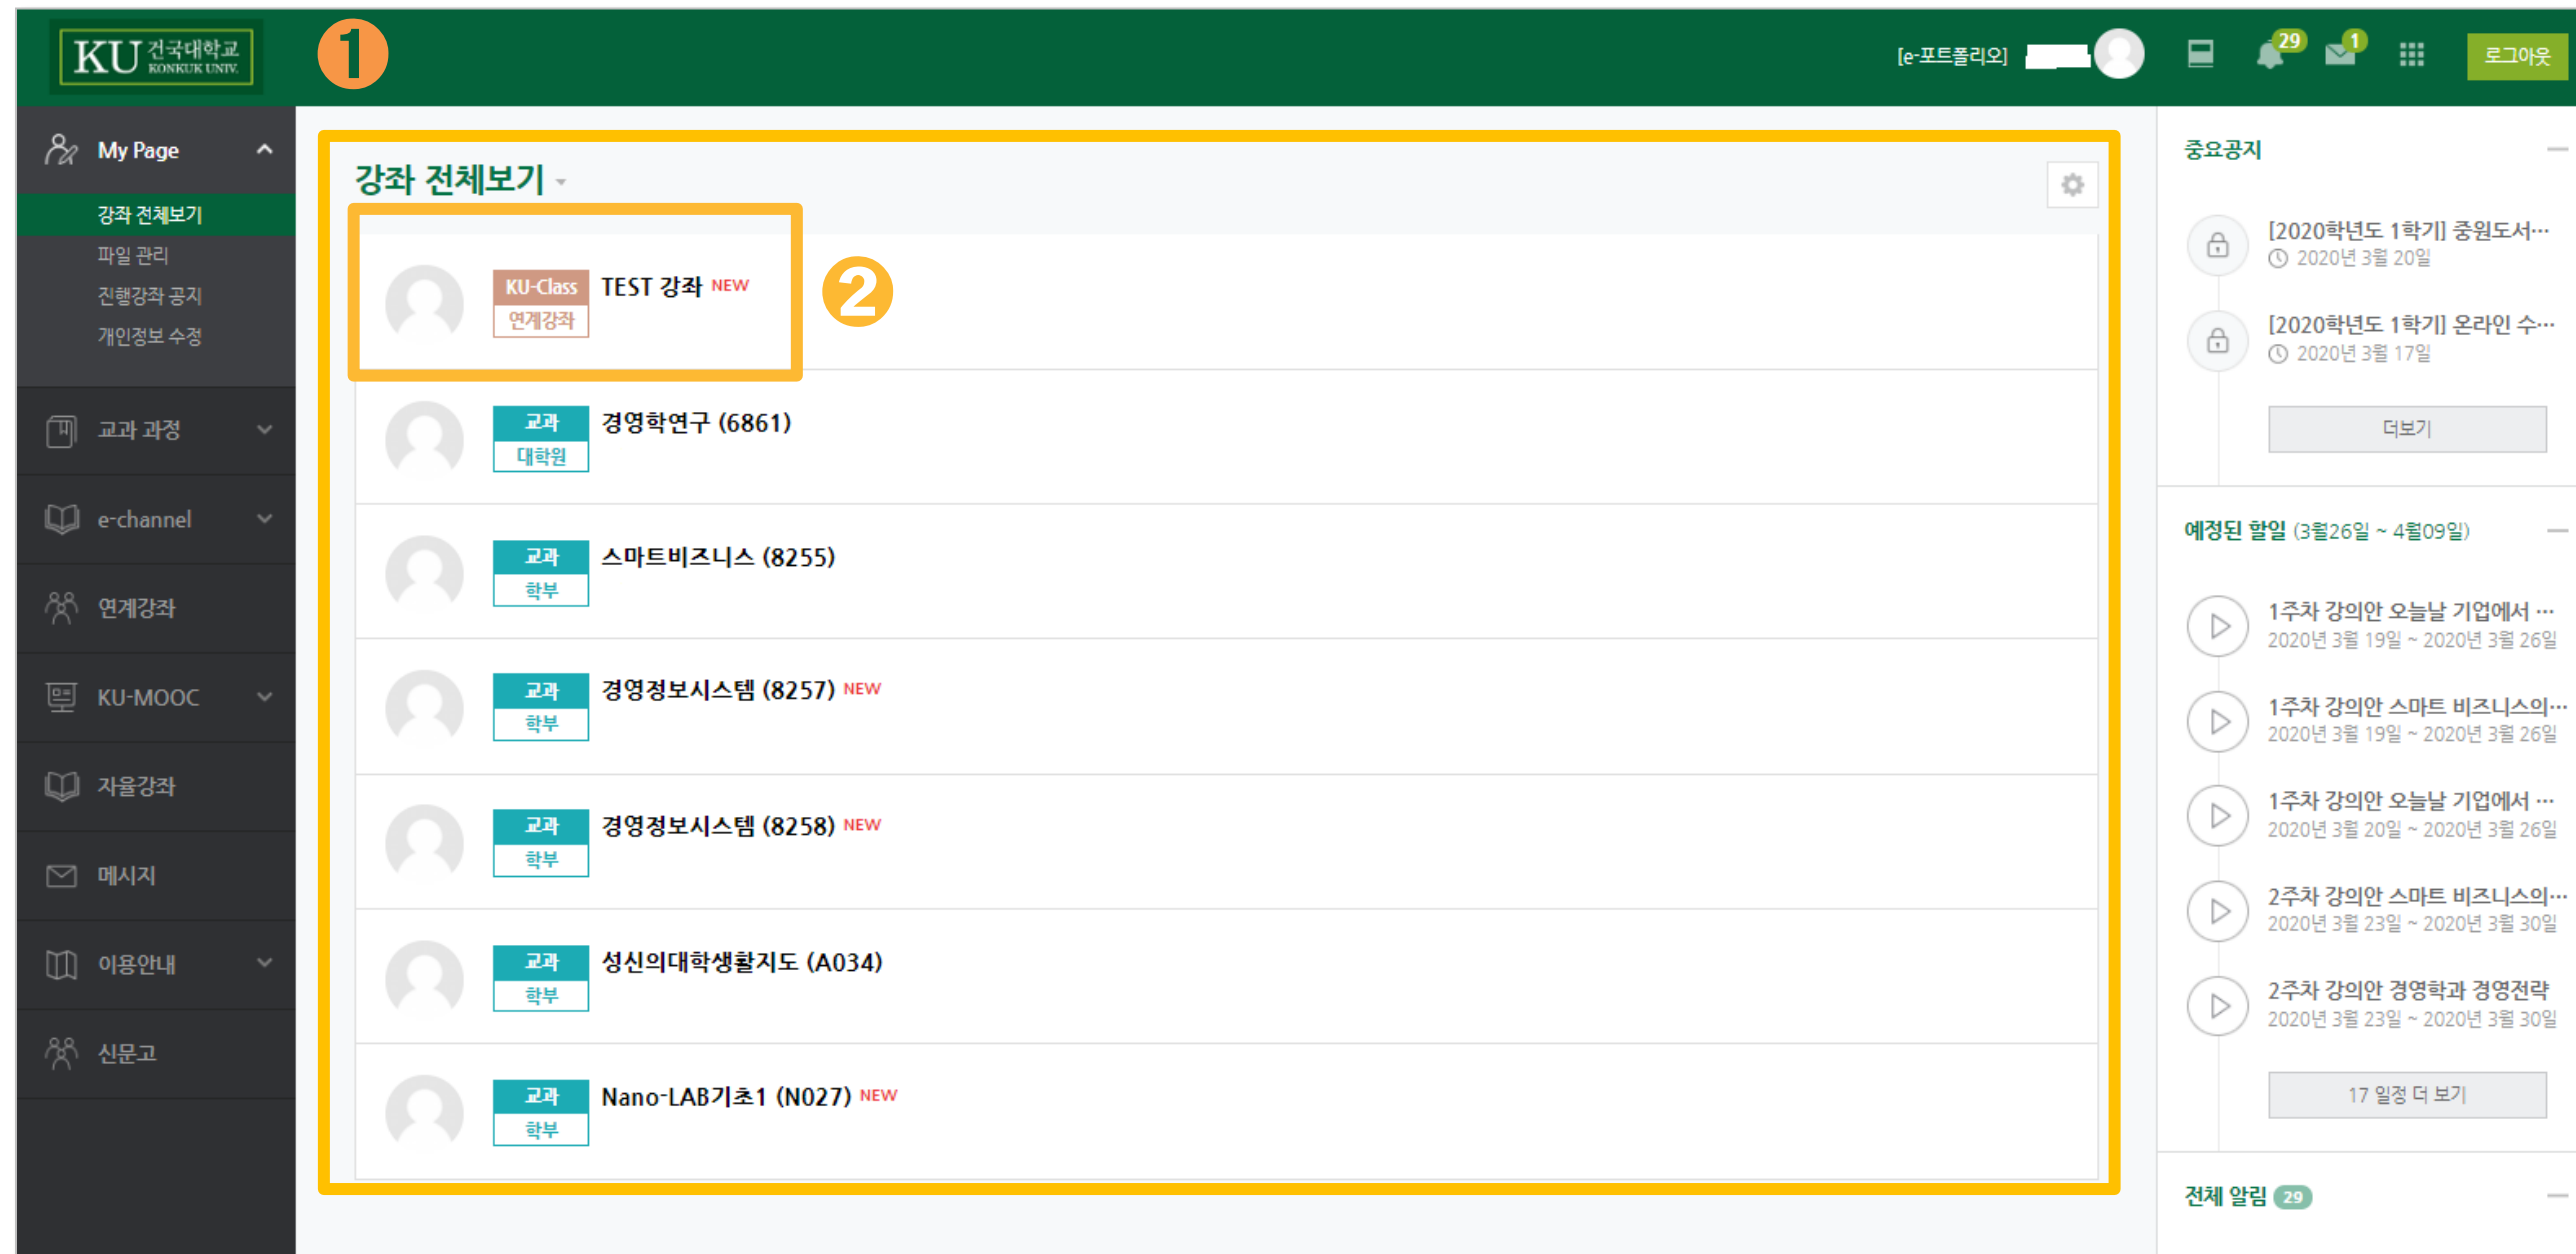 KU 건국대학교
KONKUK UNIV.
1
[e-포트폴리오]
29
1
로그아웃
My Page
강좌 전체보기
파일 관리
진행강좌 공지
개인정보 수정
교과 과정
e-channel
연계강좌
KU-MOOC
자율강좌
메시지
이용안내
신문고
강좌 전체보기
KU-Class TEST 강좌 NEW
연계강좌
2
교과 경영학연구 (6861)
대학원
교과 스마트비즈니스 (8255)
학부
교과 경영정보시스템 (8257) NEW
학부
교과 경영정보시스템 (8258) NEW
학부
교과 성신의대학생활지도 (A034)
학부
교과 Nano-LAB기초1 (N027) NEW
학부
중요공지
[2020학년도 1학기] 중원도서…
2020년 3월 20일
[2020학년도 1학기] 온라인 수…
2020년 3월 17일
더보기
예정된 할일 (3월26일 ~ 4월09일)
1주차 강의안 오늘날 기업에서 …
2020년 3월 19일 ~ 2020년 3월 26일
1주차 강의안 스마트 비즈니스의…
2020년 3월 19일 ~ 2020년 3월 26일
1주차 강의안 오늘날 기업에서 …
2020년 3월 20일 ~ 2020년 3월 26일
2주차 강의안 스마트 비즈니스의…
2020년 3월 23일 ~ 2020년 3월 30일
2주차 강의안 경영학과 경영전략
2020년 3월 23일 ~ 2020년 3월 30일
17 일정 더 보기
전체 알림 29